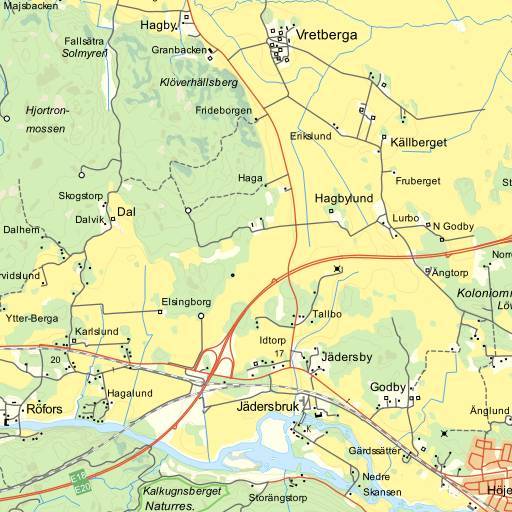 Majsbacken
Hagby
Vretberga
Fallsätra
Solmyren
Granbacken
Klöverhällsberg
Hjortron-
mossen
Frideborgen
Erikslund
Källberget
Haga
Fruberget
Skogstorp
Dal
Dalvik
Hagbylund
Lurbo
N Godby
Dalhem
Norr
Ängtorp
Elsingborg
Ytter-Berga
Tallbo
Karlslund
Idtorp
17
20
Jädersby
Hagalund
Godby
Röfors
Jädersbruk
K
Änglund
Gärdssätter
E18
E20
Nedre
Skansen
Kalkugnsberget
Naturres.
Storängstorp
Höje